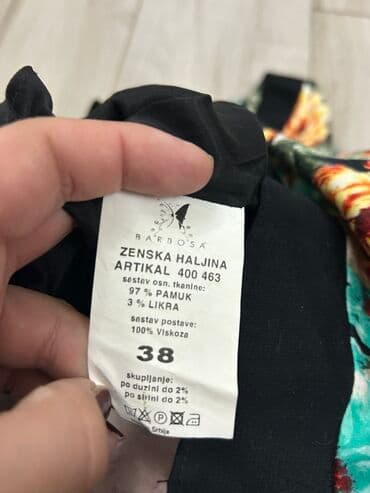 BARBOSA
ZENSKA HALJINA
ARTIKAL 400 463
sastav osn. tkanine:
97 % PAMUK
3 % LIKRA
sastav postave:
100% Viskoza
38
skupljanje:
po duzini do 2%
po sirini do 2%
P
Srbija